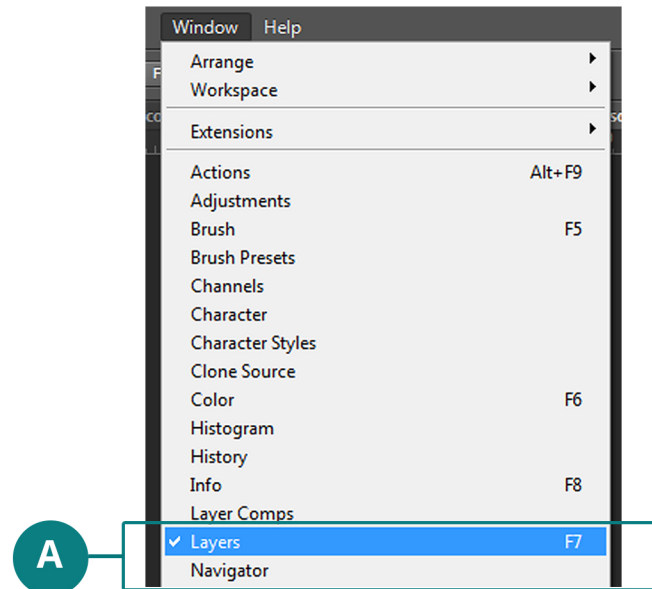 Window Help
Arrange
Workspace
Extensions
Actions Alt+F9
Adjustments
Brush F5
Brush Presets
Channels
Character
Character Styles
Clone Source
Color F6
Histogram
History
Info F8
Layer Comps
Layers F7
Navigator
A